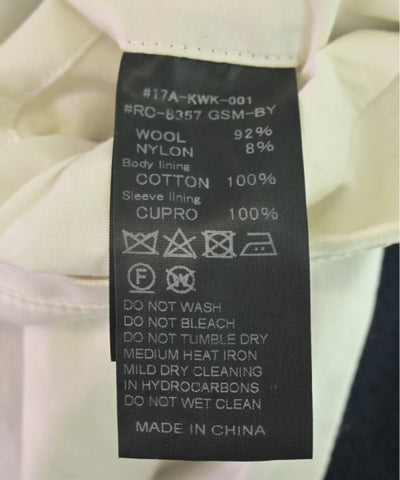 #17A-KWK-001
#RC-8357 GSM-BY
WOOL 92%
NYLON 8%
Body lining
COTTON 100%
Sleeve lining
CUPRO 100%
F W
DO NOT WASH
DO NOT BLEACH
DO NOT TUMBLE DRY
MEDIUM HEAT IRON
MILD DRY CLEANING
IN HYDROCARBONS
DO NOT WET CLEAN
MADE IN CHINA